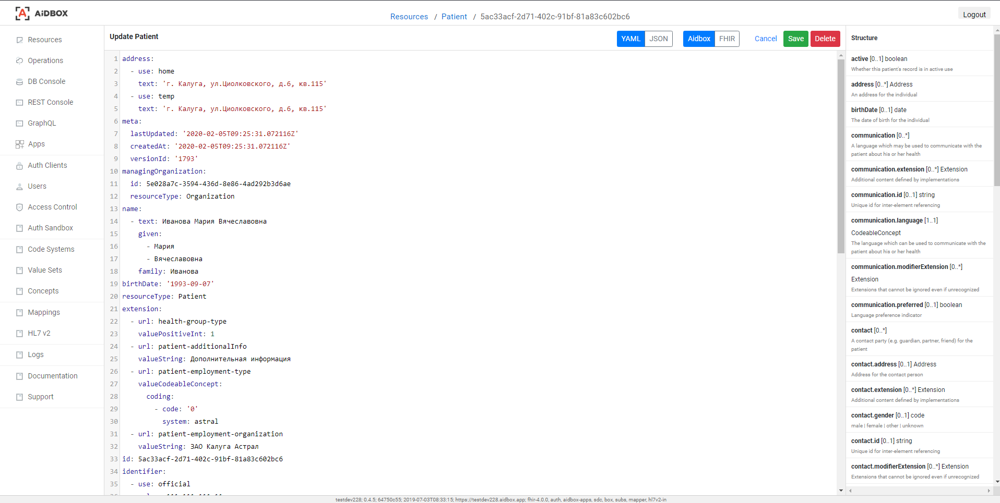 AiDBOX
Resources / Patient / 5ac33acf-2d71-402c-91bf-81a83c602bc6
Logout
Resources
Operations
DB Console
REST Console
GraphQL
Apps
Auth Clients
Users
Access Control
Auth Sandbox
Code Systems
Value Sets
Concepts
Mappings
HL7 v2
Logs
Documentation
Support
Update Patient
YAML JSON Aidbox FHIR Cancel Save Delete
1 address:
2 - use: home
3 text: 'г. Калуга, ул.Циолковского, д.6, кв.115'
4 - use: temp
5 text: 'г. Калуга, ул.Циолковского, д.6, кв.115'
6 meta:
7 lastUpdated: '2020-02-05T09:25:31.072116Z'
8 createdAt: '2020-02-05T09:25:31.072116Z'
9 versionId: '1793'
10 managingOrganization:
11 id: 5e028a7c-3594-436d-8e86-4ad292b3d6ae
12 resourceType: Organization
13 name:
14 - text: Иванова Мария Вячеславовна
15 given:
16 - Мария
17 - Вячеславовна
18 family: Иванова
19 birthDate: '1993-09-07'
20 resourceType: Patient
21 extension:
22 - url: health-group-type
23 valuePositiveInt: 1
24 - url: patient-additionalInfo
25 valueString: Дополнительная информация
26 - url: patient-employment-type
27 valueCodeableConcept:
28 coding:
29 - code: '0'
30 system: astral
31 - url: patient-employment-organization
32 valueString: ЗАО Калуга Астрал
33 id: 5ac33acf-2d71-402c-91bf-81a83c602bc6
34 identifier:
35 - use: official
Structure
active [0..1] boolean
Whether this patient's record is in active use
address [0..*] Address
An address for the individual
birthDate [0..1] date
The date of birth for the individual
communication [0..*]
A language which may be used to communicate with the
patient about his or her health
communication.extension [0..*] Extension
Additional content defined by implementations
communication.id [0..1] string
Unique id for inter-element referencing
communication.language [1..1]
CodeableConcept
The language which can be used to communicate with the
patient about his or her health
communication.modifierExtension [0..*]
Extension
Extensions that cannot be ignored even if unrecognized
communication.preferred [0..1] boolean
Language preference indicator
contact [0..*]
A contact party (e.g. guardian, partner, friend) for the
patient
contact.address [0..1] Address
Address for the contact person
contact.extension [0..*] Extension
Additional content defined by implementations
contact.gender [0..1] code
male | female | other | unknown
contact.id [0..1] string
Unique id for inter-element referencing
contact.modifierExtension [0..*] Extension
Extensions that cannot be ignored even if unrecognized
testdev228; 0.4.5; 64750c55; 2019-07-03T08:33:15; https://testdev228.aidbox.app; fhir-4.0.0, auth, aidbox-apps, sdc, box, subs, mapper, hl7v2-in